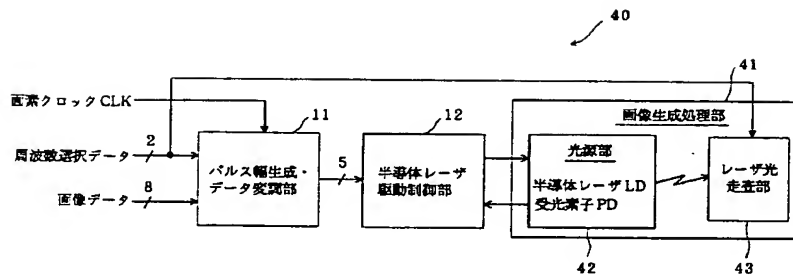 40
41
画素クロックCLK
11
12
画像生成処理部
周波数選択データ
2
画像データ
8
パルス幅生成・
データ変調部
5
半導体レーザ
駆動制御部
光源部
半導体レーザLD
受光素子PD
レーザ光
走査部
42
43